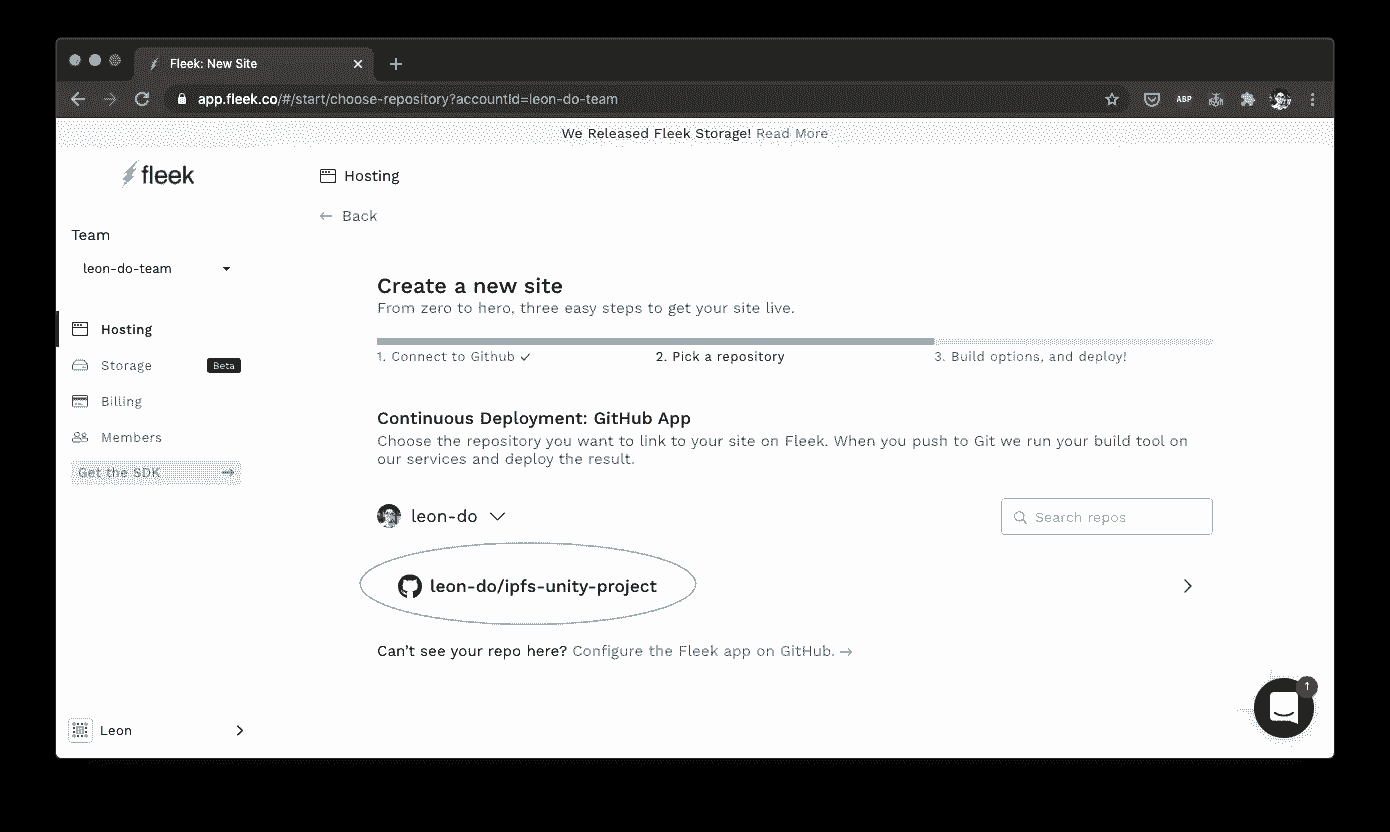 Fleek: New Site
app.fleek.co/#/start/choose-repository?accountId=leon-do-team
ABP
We Released Fleek Storage! Read More
fleek
Team
leon-do-team
Hosting
Storage Beta
Billing
Members
Get the SDK →
Leon
Hosting
← Back
Create a new site
From zero to hero, three easy steps to get your site live.
1. Connect to Github ✓ 2. Pick a repository 3. Build options, and deploy!
Continuous Deployment: GitHub App
Choose the repository you want to link to your site on Fleek. When you push to Git we run your build tool on
our services and deploy the result.
leon-do Search repos
leon-do/ipfs-unity-project
Can't see your repo here? Configure the Fleek app on GitHub. →
1